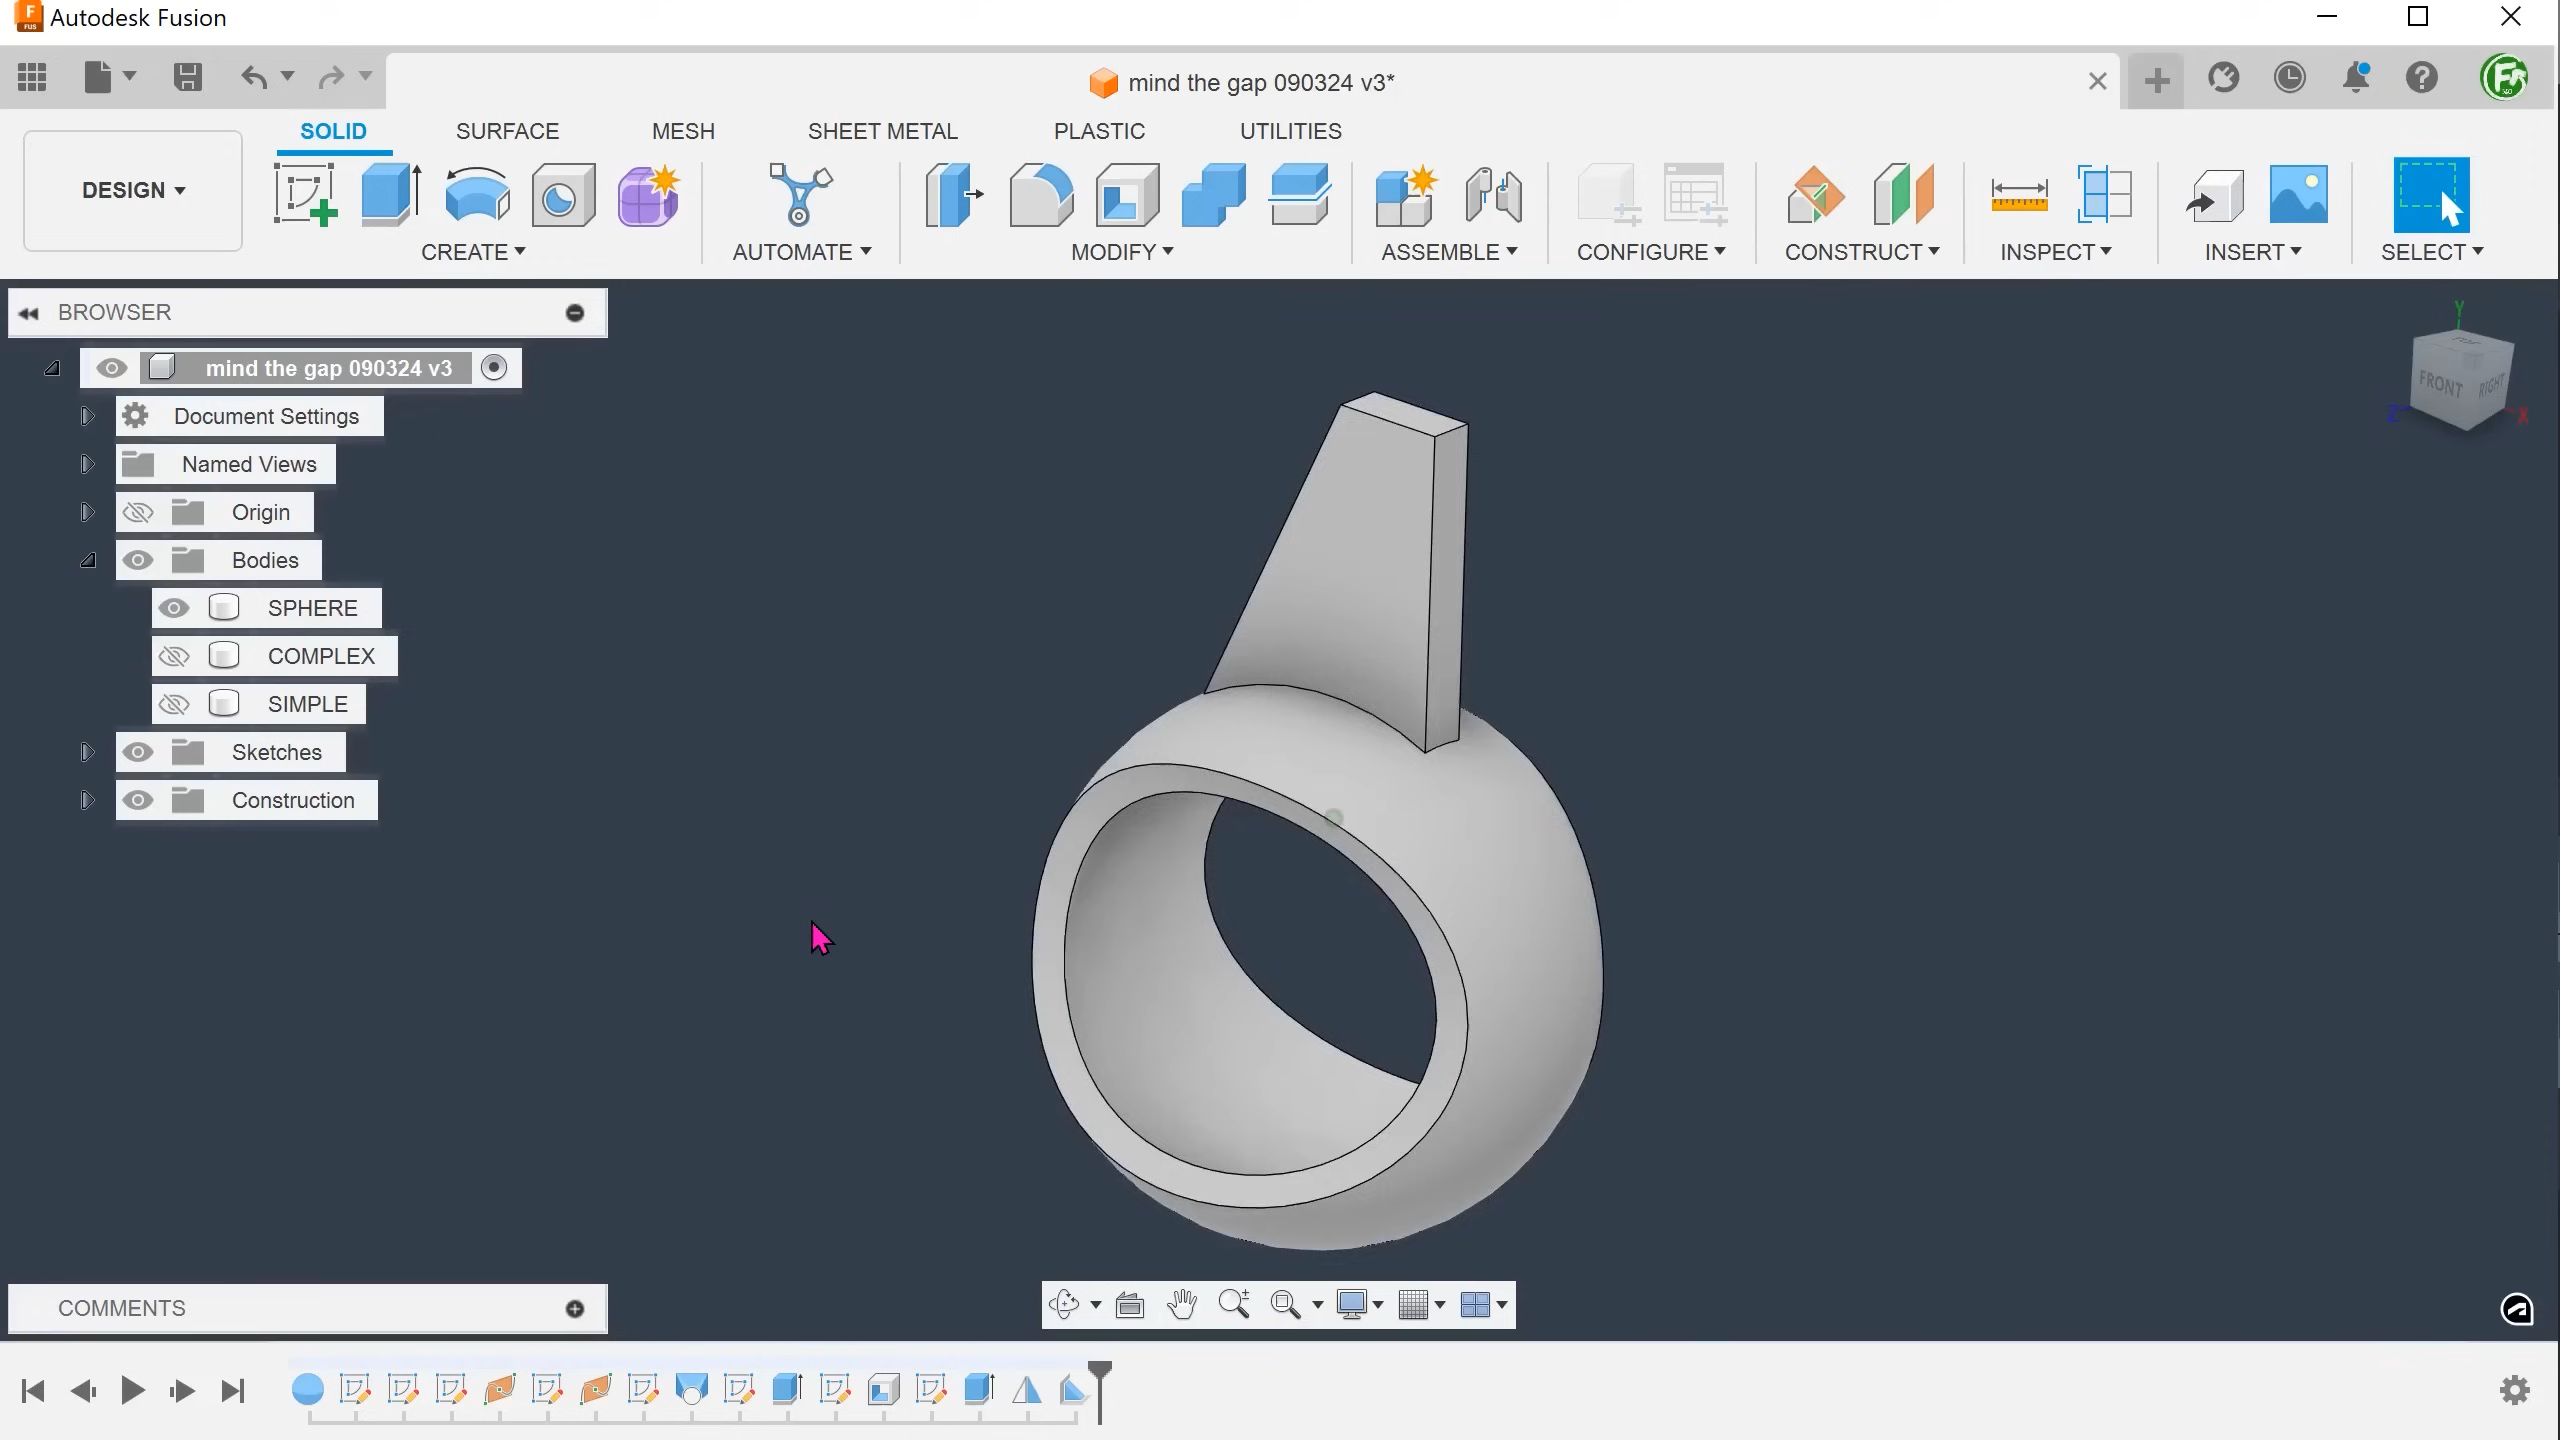 Autodesk Fusion
mind the gap 090324 v3*
SOLID SURFACE MESH SHEET METAL PLASTIC UTILITIES
DESIGN
CREATE AUTOMATE MODIFY ASSEMBLE CONFIGURE CONSTRUCT INSPECT INSERT SELECT
BROWSER
mind the gap 090324 v3
Document Settings
Named Views
Origin
Bodies
SPHERE
COMPLEX
SIMPLE
Sketches
Construction
Y
TOP
FRONT RIGHT
Z X
COMMENTS